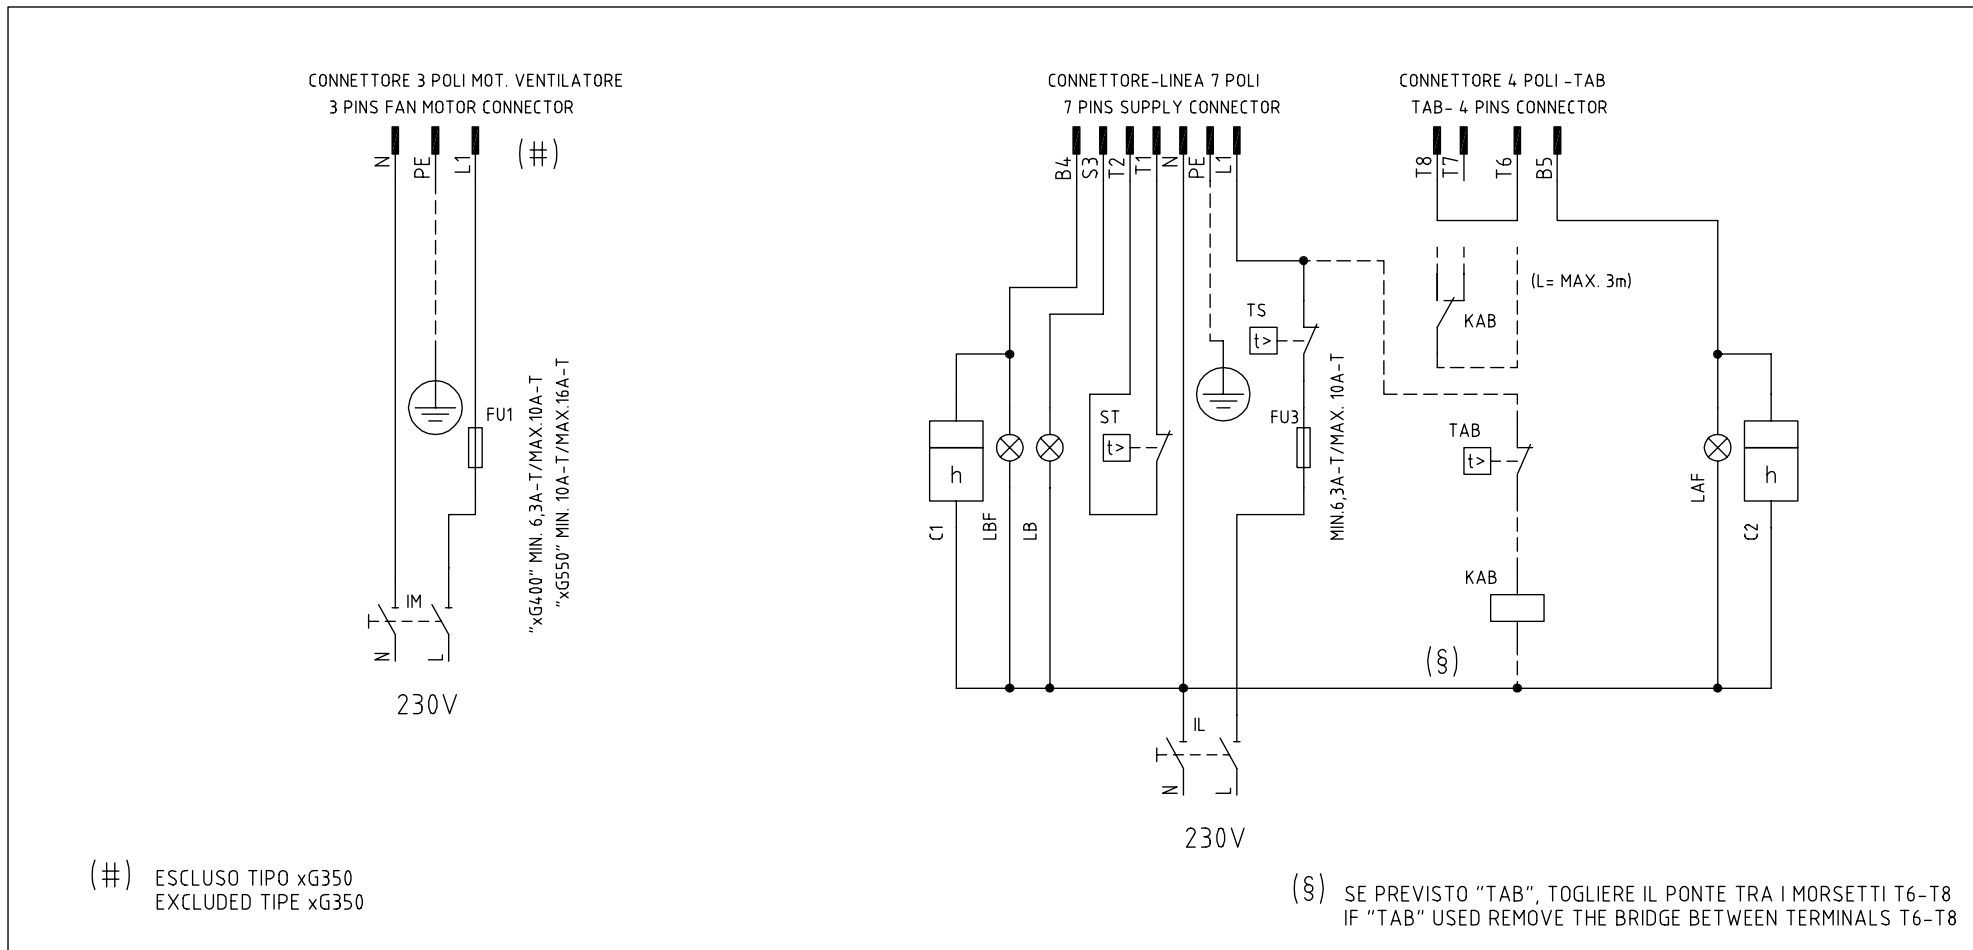 CONNETTORE 3 POLI MOT. VENTILATORE
3 PINS FAN MOTOR CONNECTOR
N
PE
L1
(#)
FU1
"xG400" MIN. 6,3A-T/MAX.10A-T
"xG550" MIN. 10A-T/MAX.16A-T
IM
N
L
230V
CONNETTORE-LINEA 7 POLI
7 PINS SUPPLY CONNECTOR
B4
S3
T2
T1
N
PE
L1
TS
t>
FU3
MIN.6,3A-T/MAX. 10A-T
ST
t>
h
C1
LBF
LB
IL
N
L
230V
CONNETTORE 4 POLI -TAB
TAB- 4 PINS CONNECTOR
T8
T7
T6
B5
(L= MAX. 3m)
KAB
TAB
t>
KAB
(§)
LAF
h
C2
(#) ESCLUSO TIPO xG350
EXCLUDED TIPE xG350
(§) SE PREVISTO "TAB", TOGLIERE IL PONTE TRA I MORSETTI T6-T8
IF "TAB" USED REMOVE THE BRIDGE BETWEEN TERMINALS T6-T8